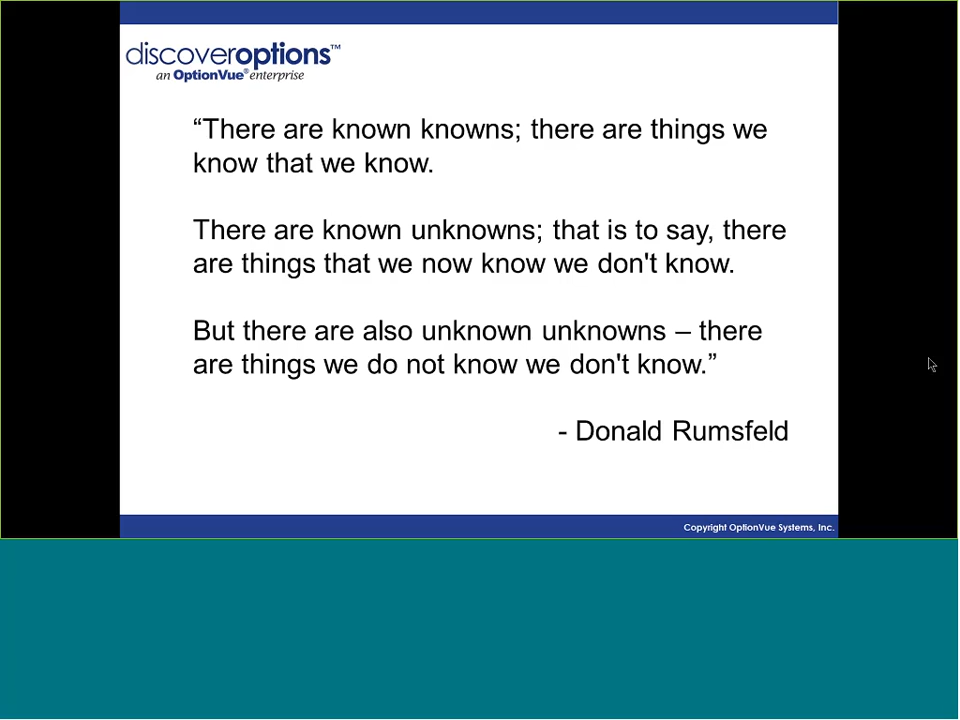 discoveroptions™
an OptionVue® enterprise
“There are known knowns; there are things we
know that we know.
There are known unknowns; that is to say, there
are things that we now know we don't know.
But there are also unknown unknowns – there
are things we do not know we don't know.”
- Donald Rumsfeld
Copyright OptionVue Systems, Inc.